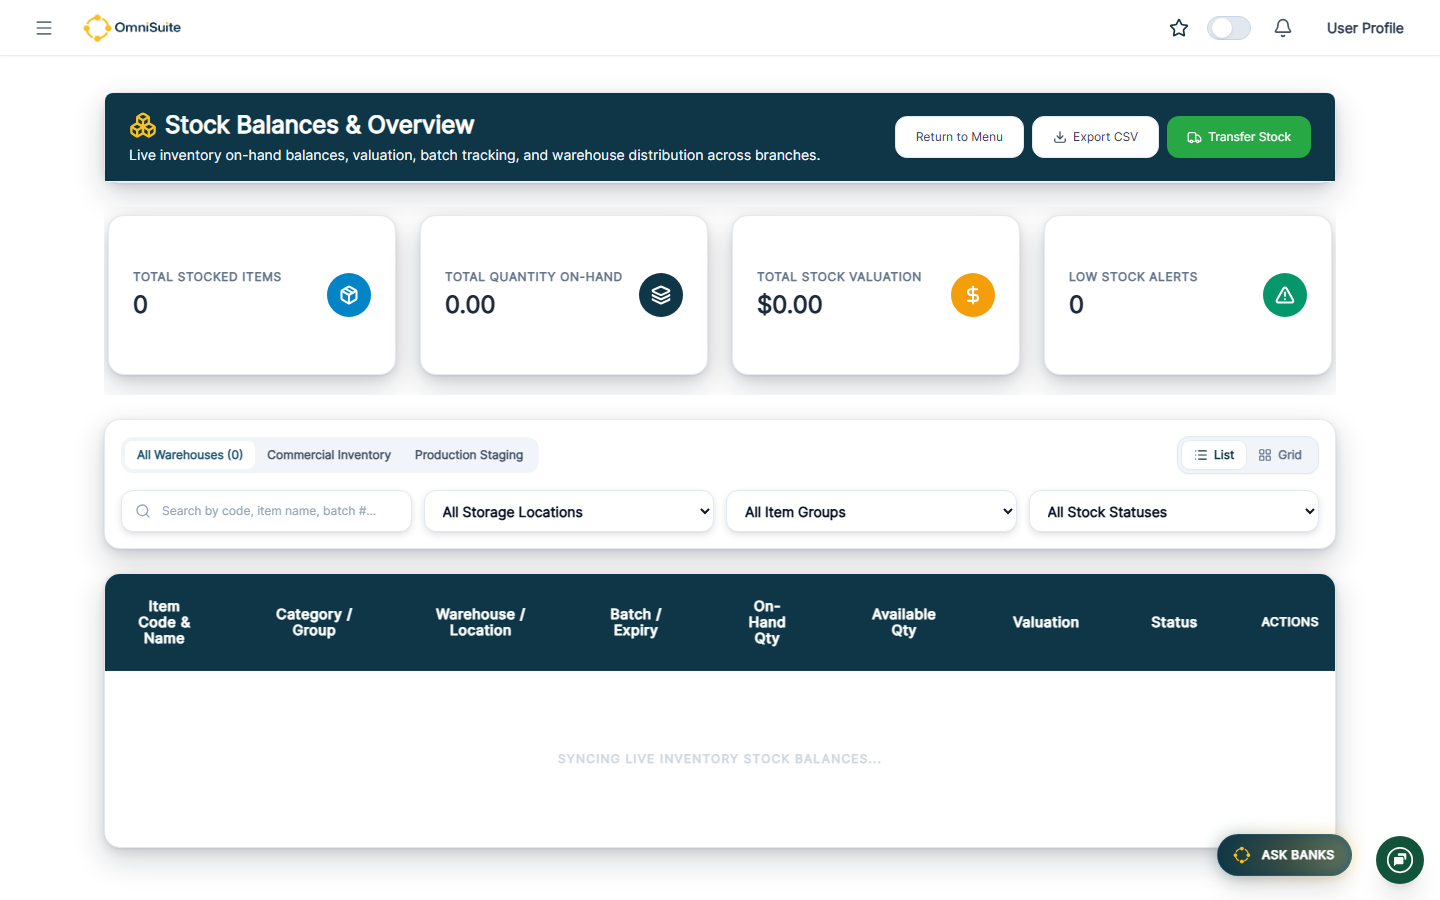 OmniSuite
User Profile
Stock Balances & Overview
Live inventory on-hand balances, valuation, batch tracking, and warehouse distribution across branches.
Return to Menu
Export CSV
Transfer Stock
TOTAL STOCKED ITEMS
0
TOTAL QUANTITY ON-HAND
0.00
TOTAL STOCK VALUATION
$0.00
LOW STOCK ALERTS
0
All Warehouses (0)
Commercial Inventory
Production Staging
List
Grid
Search by code, item name, batch #...
All Storage Locations
All Item Groups
All Stock Statuses
Item
Code &
Name
Category /
Group
Warehouse /
Location
Batch /
Expiry
On-
Hand
Qty
Available
Qty
Valuation
Status
ACTIONS
SYNCING LIVE INVENTORY STOCK BALANCES...
ASK BANKS